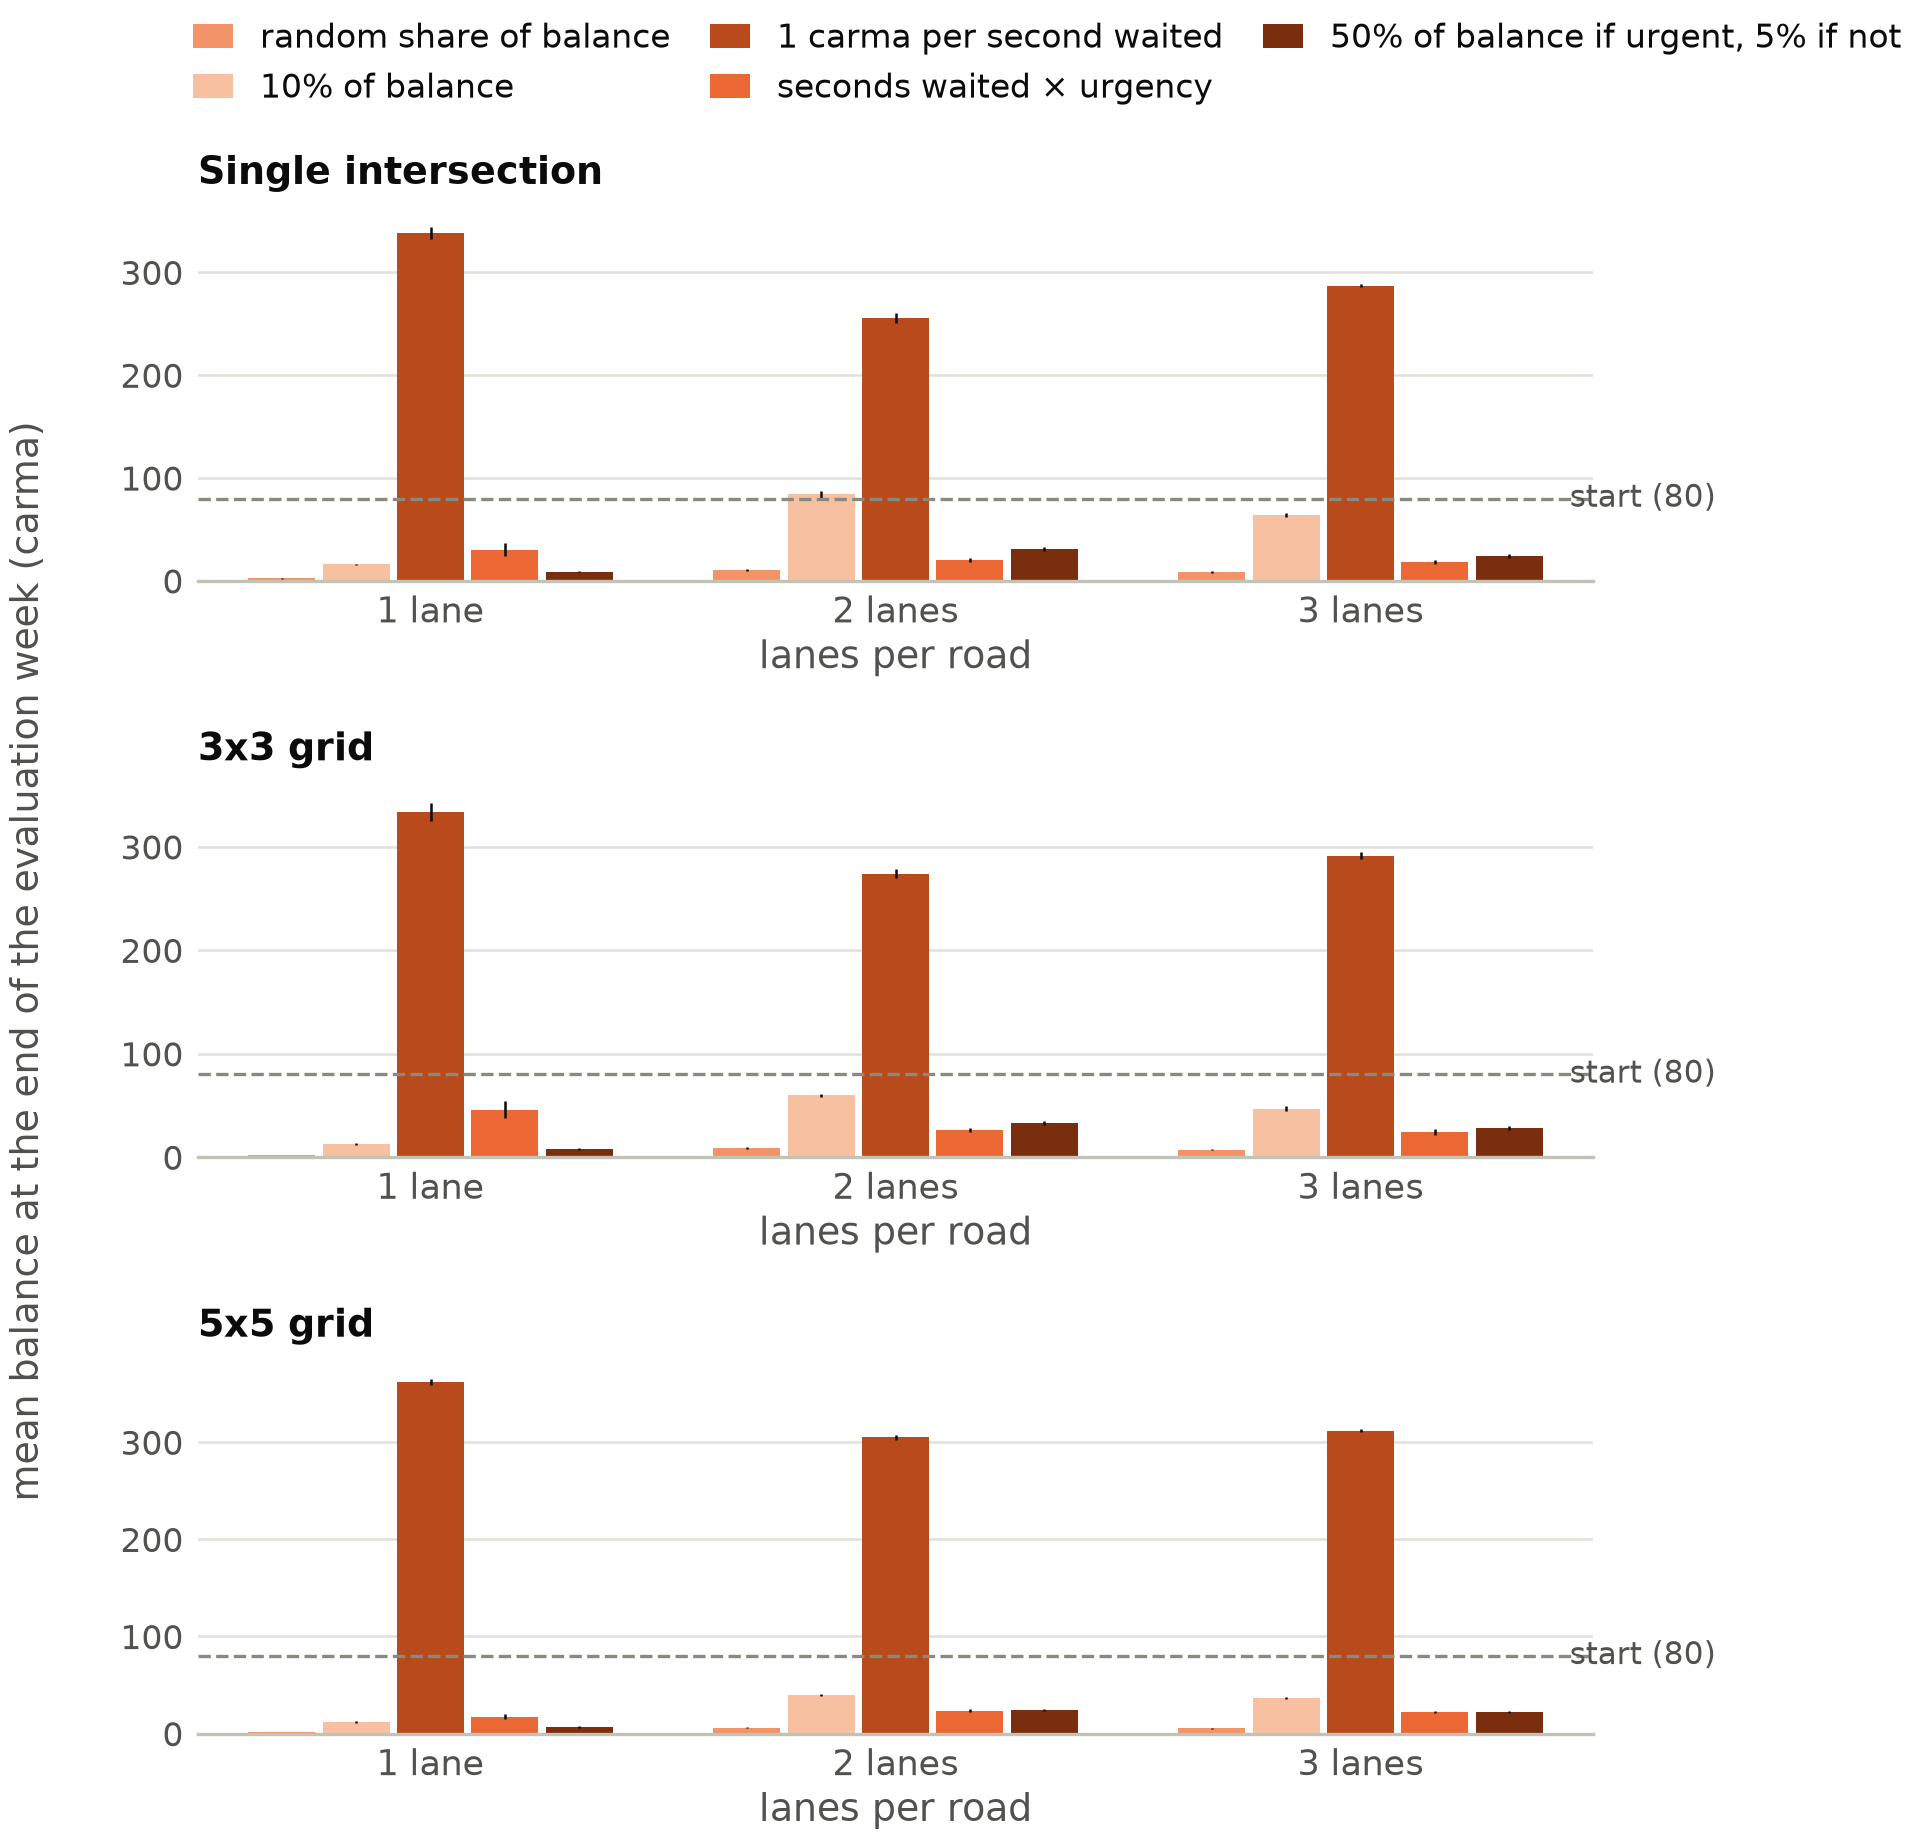 random share of balance
1 carma per second waited
50% of balance if urgent, 5% if not
10% of balance
seconds waited × urgency
mean balance at the end of the evaluation week (carma)
Single intersection
300
200
100
start (80)
0
1 lane
2 lanes
3 lanes
lanes per road
3x3 grid
300
200
100
start (80)
0
1 lane
2 lanes
3 lanes
lanes per road
5x5 grid
300
200
100
start (80)
0
1 lane
2 lanes
3 lanes
lanes per road